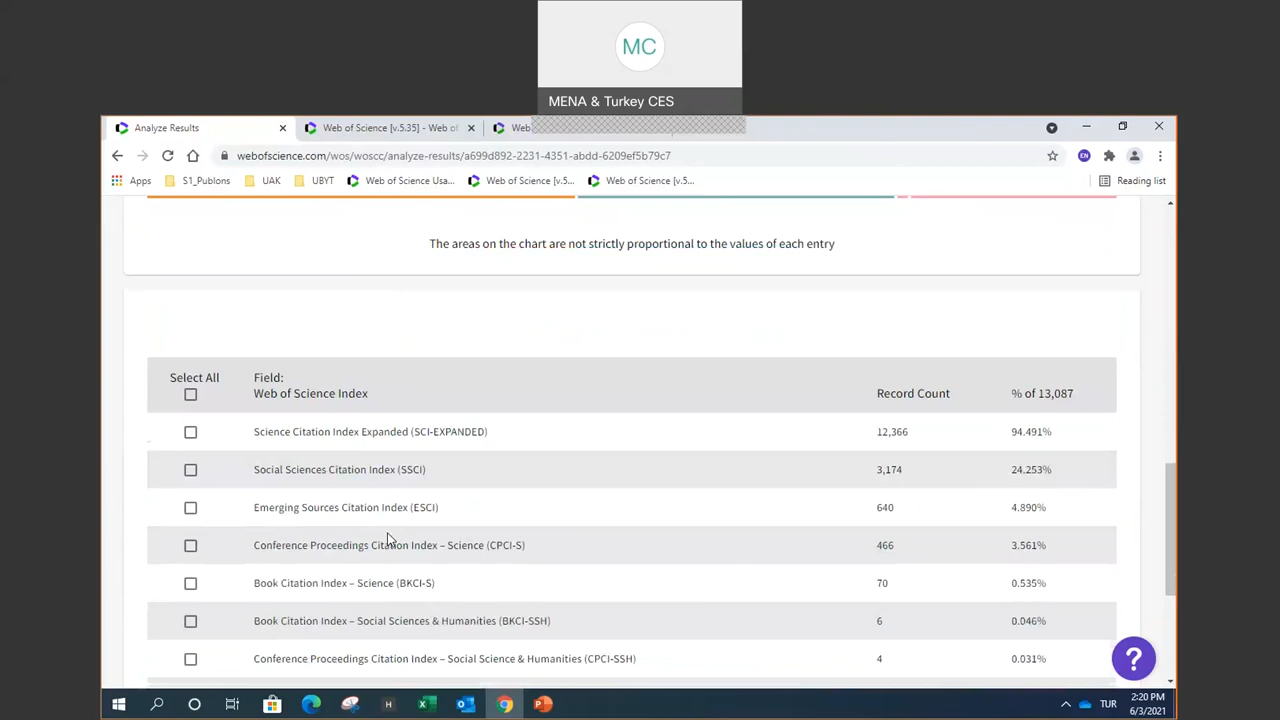 MC
MENA & Turkey CES
Analyze Results
Web of Science [v.5.35] - Web of
Web
webofscience.com/wos/woscc/analyze-results/a699d892-2231-4351-abdd-6209ef5b79c7
EN
Apps
S1_Publons
UAK
UBYT
Web of Science Usa...
Web of Science [v.5...
Web of Science [v.5...
Reading list
The areas on the chart are not strictly proportional to the values of each entry
Select All
Field:
Web of Science Index
Record Count
% of 13,087
Science Citation Index Expanded (SCI-EXPANDED) 12,366 94.491%
Social Sciences Citation Index (SSCI) 3,174 24.253%
Emerging Sources Citation Index (ESCI) 640 4.890%
Conference Proceedings Citation Index – Science (CPCI-S) 466 3.561%
Book Citation Index – Science (BKCI-S) 70 0.535%
Book Citation Index – Social Sciences & Humanities (BKCI-SSH) 6 0.046%
Conference Proceedings Citation Index – Social Science & Humanities (CPCI-SSH) 4 0.031%
?
H
TUR
2:20 PM
6/3/2021